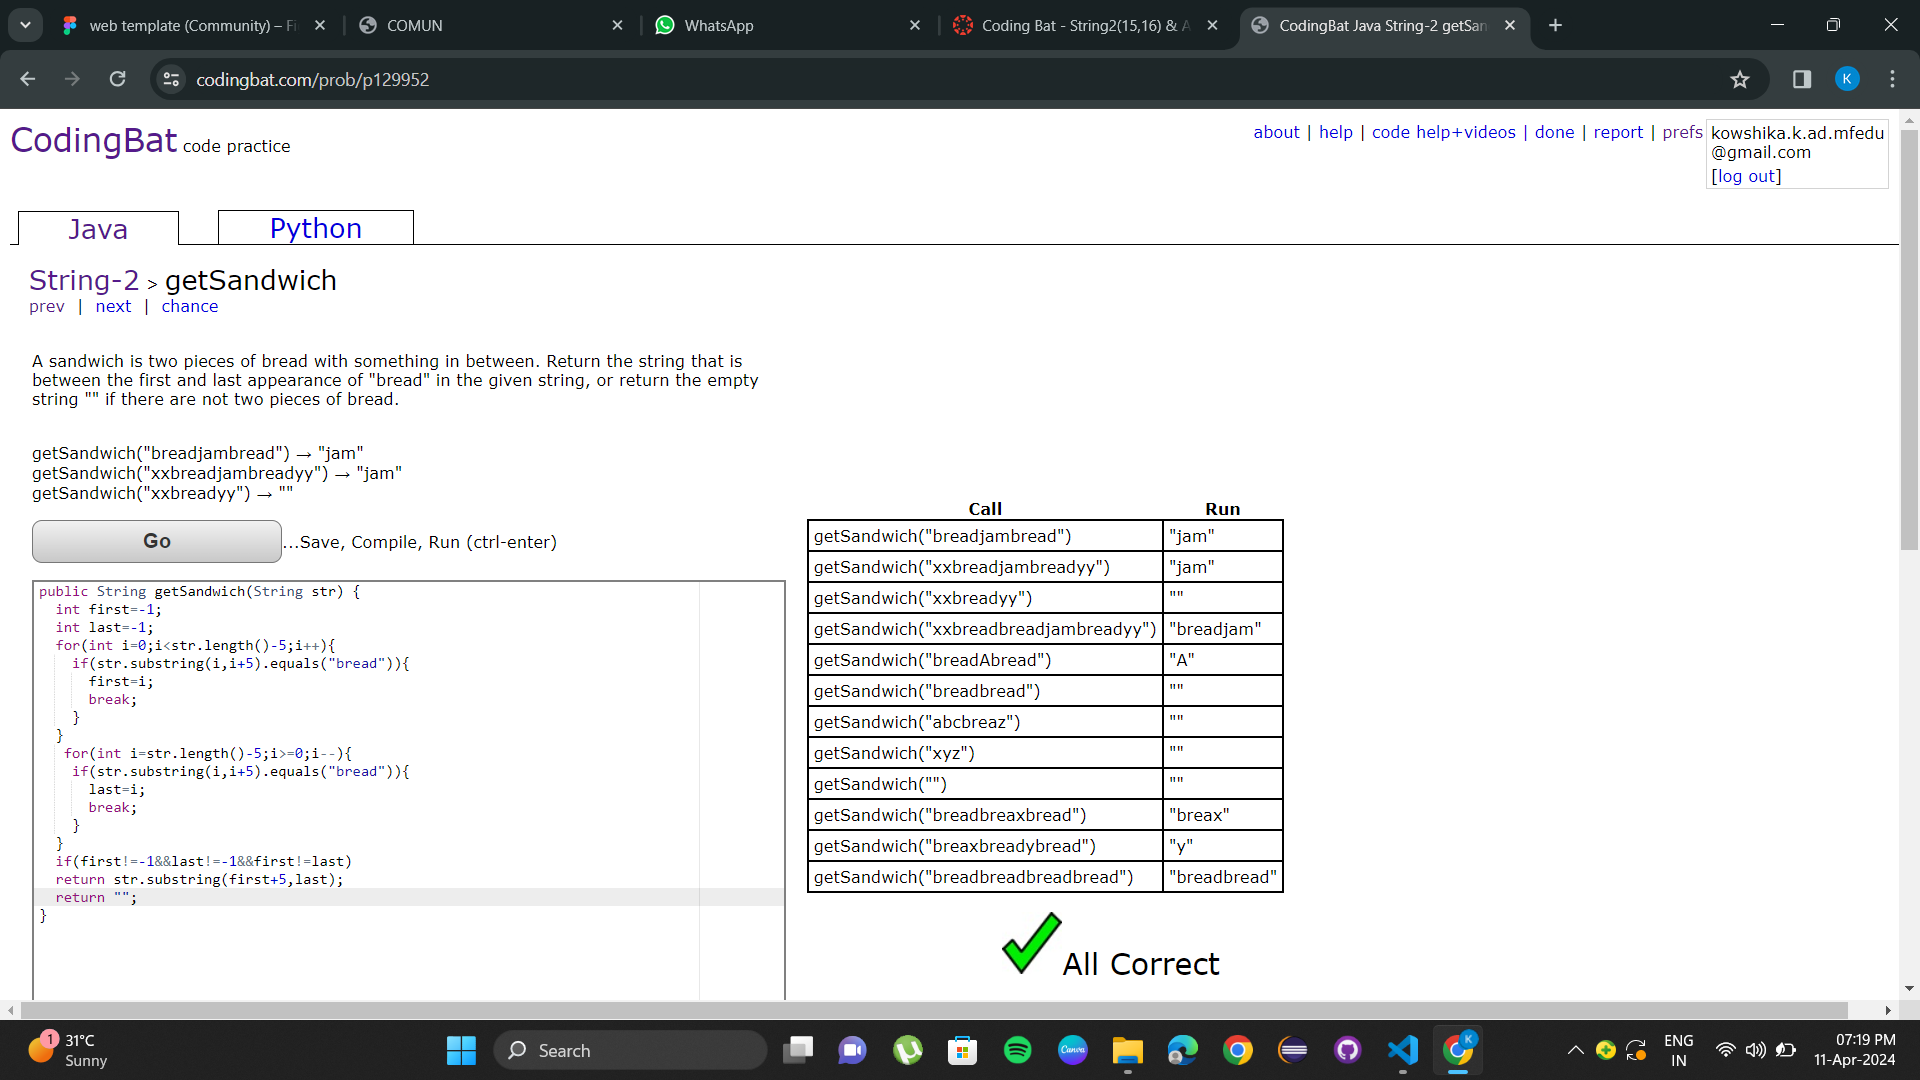 web template (Community) – Fi
COMUN
WhatsApp
Coding Bat - String2(15,16) & A
CodingBat Java String-2 getSan
codingbat.com/prob/p129952
K
CodingBat code practice
about | help | code help+videos | done | report | prefs
kowshika.k.ad.mfedu
@gmail.com
[log out]
Java
Python
String-2 > getSandwich
prev | next | chance
A sandwich is two pieces of bread with something in between. Return the string that is
between the first and last appearance of "bread" in the given string, or return the empty
string "" if there are not two pieces of bread.
getSandwich("breadjambread") → "jam"
getSandwich("xxbreadjambreadyy") → "jam"
getSandwich("xxbreadyy") → ""
Go ...Save, Compile, Run (ctrl-enter)
public String getSandwich(String str) {
int first=-1;
int last=-1;
for(int i=0;i<str.length()-5;i++){
if(str.substring(i,i+5).equals("bread")){
first=i;
break;
}
}
for(int i=str.length()-5;i>=0;i--){
if(str.substring(i,i+5).equals("bread")){
last=i;
break;
}
}
if(first!=-1&&last!=-1&&first!=last)
return str.substring(first+5,last);
return "";
}
Call Run
getSandwich("breadjambread") "jam"
getSandwich("xxbreadjambreadyy") "jam"
getSandwich("xxbreadyy") ""
getSandwich("xxbreadbreadjambreadyy") "breadjam"
getSandwich("breadAbread") "A"
getSandwich("breadbread") ""
getSandwich("abcbreaz") ""
getSandwich("xyz") ""
getSandwich("") ""
getSandwich("breadbreaxbread") "breax"
getSandwich("breaxbreadybread") "y"
getSandwich("breadbreadbreadbread") "breadbread"
All Correct
1
31°C
Sunny
Search
Canva
K
ENG
IN
07:19 PM
11-Apr-2024